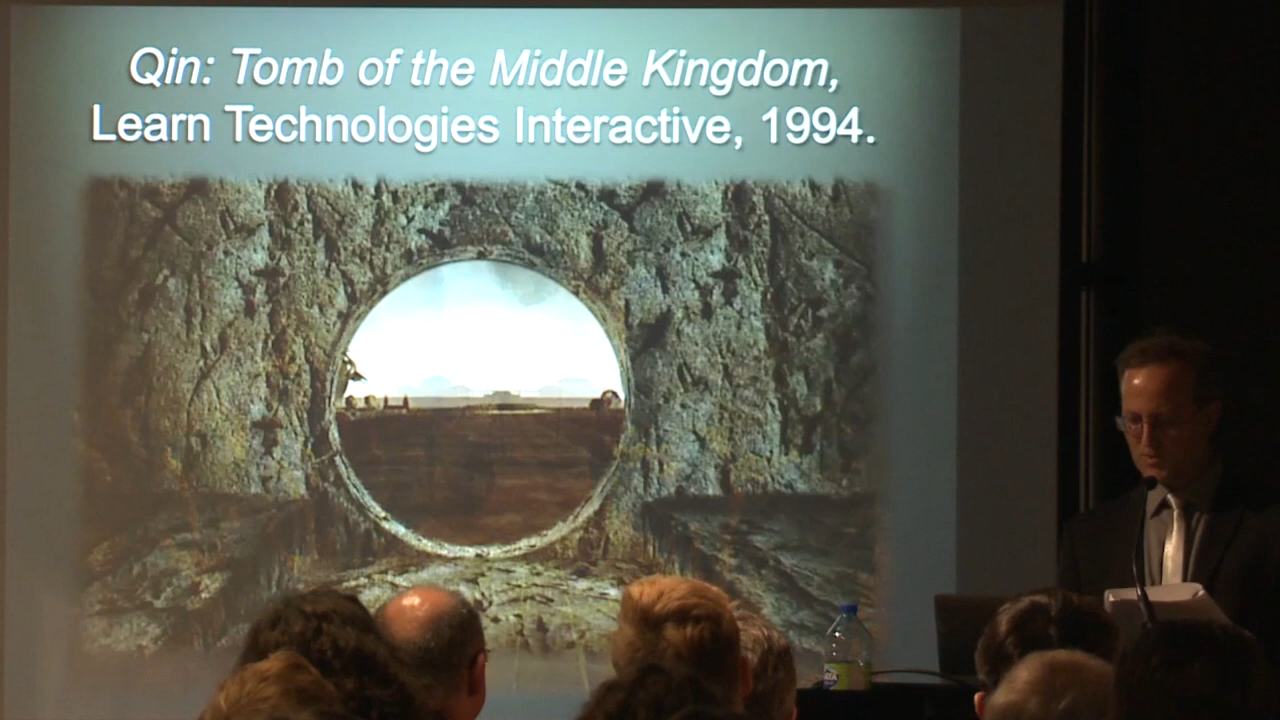 Qin: Tomb of the Middle Kingdom,
Learn Technologies Interactive, 1994.